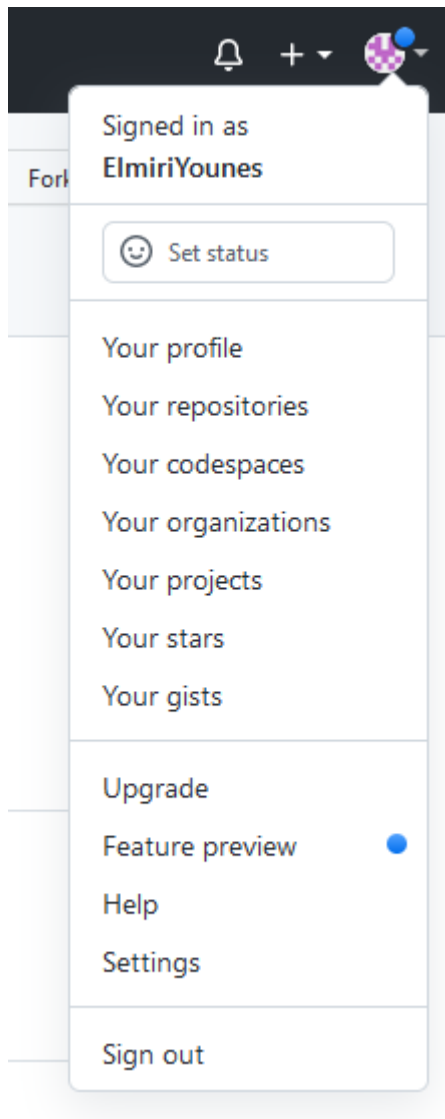 Signed in as
ElmiriYounes
Fork
Set status
Your profile
Your repositories
Your codespaces
Your organizations
Your projects
Your stars
Your gists
Upgrade
Feature preview
Help
Settings
Sign out